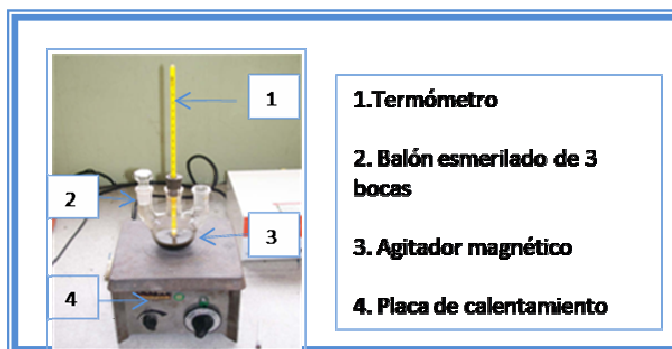 1
2
3
4
1.Termómetro
2. Balón esmerilado de 3
bocas
3. Agitador magnético
4. Placa de calentamiento